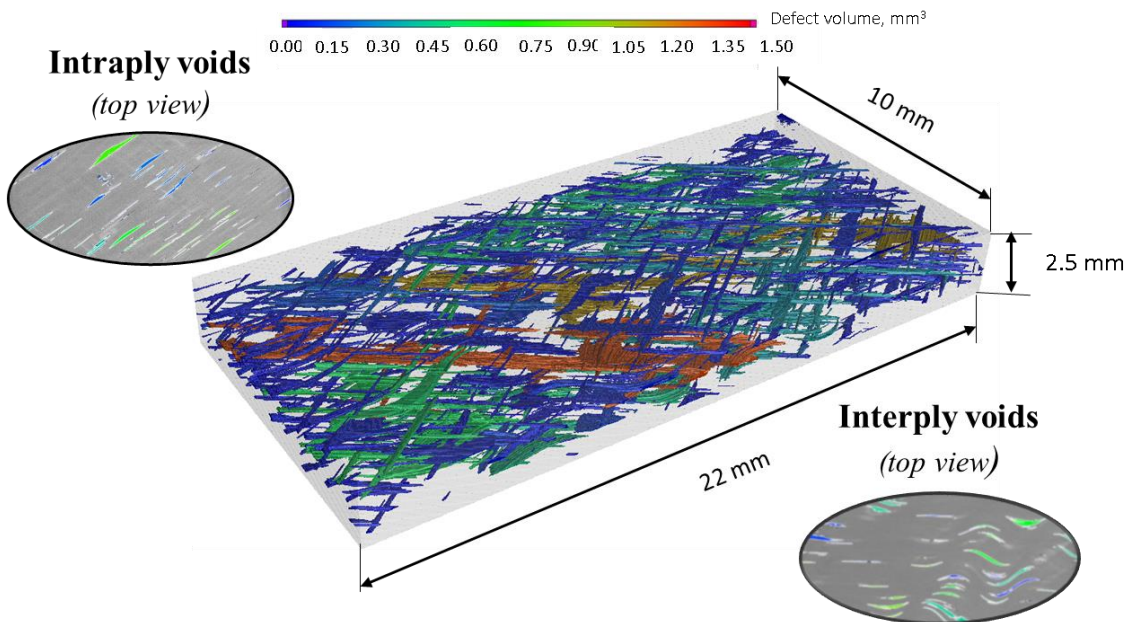 Defect volume, mm³
0.00 0.15 0.30 0.45 0.60 0.75 0.90 1.05 1.20 1.35 1.50
Intraply voids
(top view)
10 mm
2.5 mm
22 mm
Interply voids
(top view)